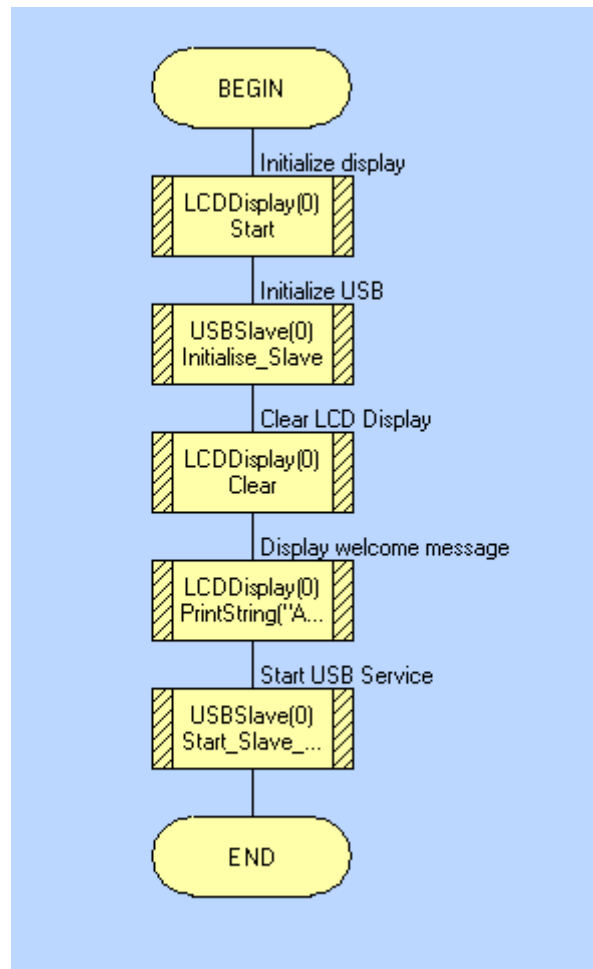 BEGIN
Initialize display
LCDDisplay(0)
Start
Initialize USB
USBSlave(0)
Initialise_Slave
Clear LCD Display
LCDDisplay(0)
Clear
Display welcome message
LCDDisplay(0)
PrintString("A...
Start USB Service
USBSlave(0)
Start_Slave_...
END